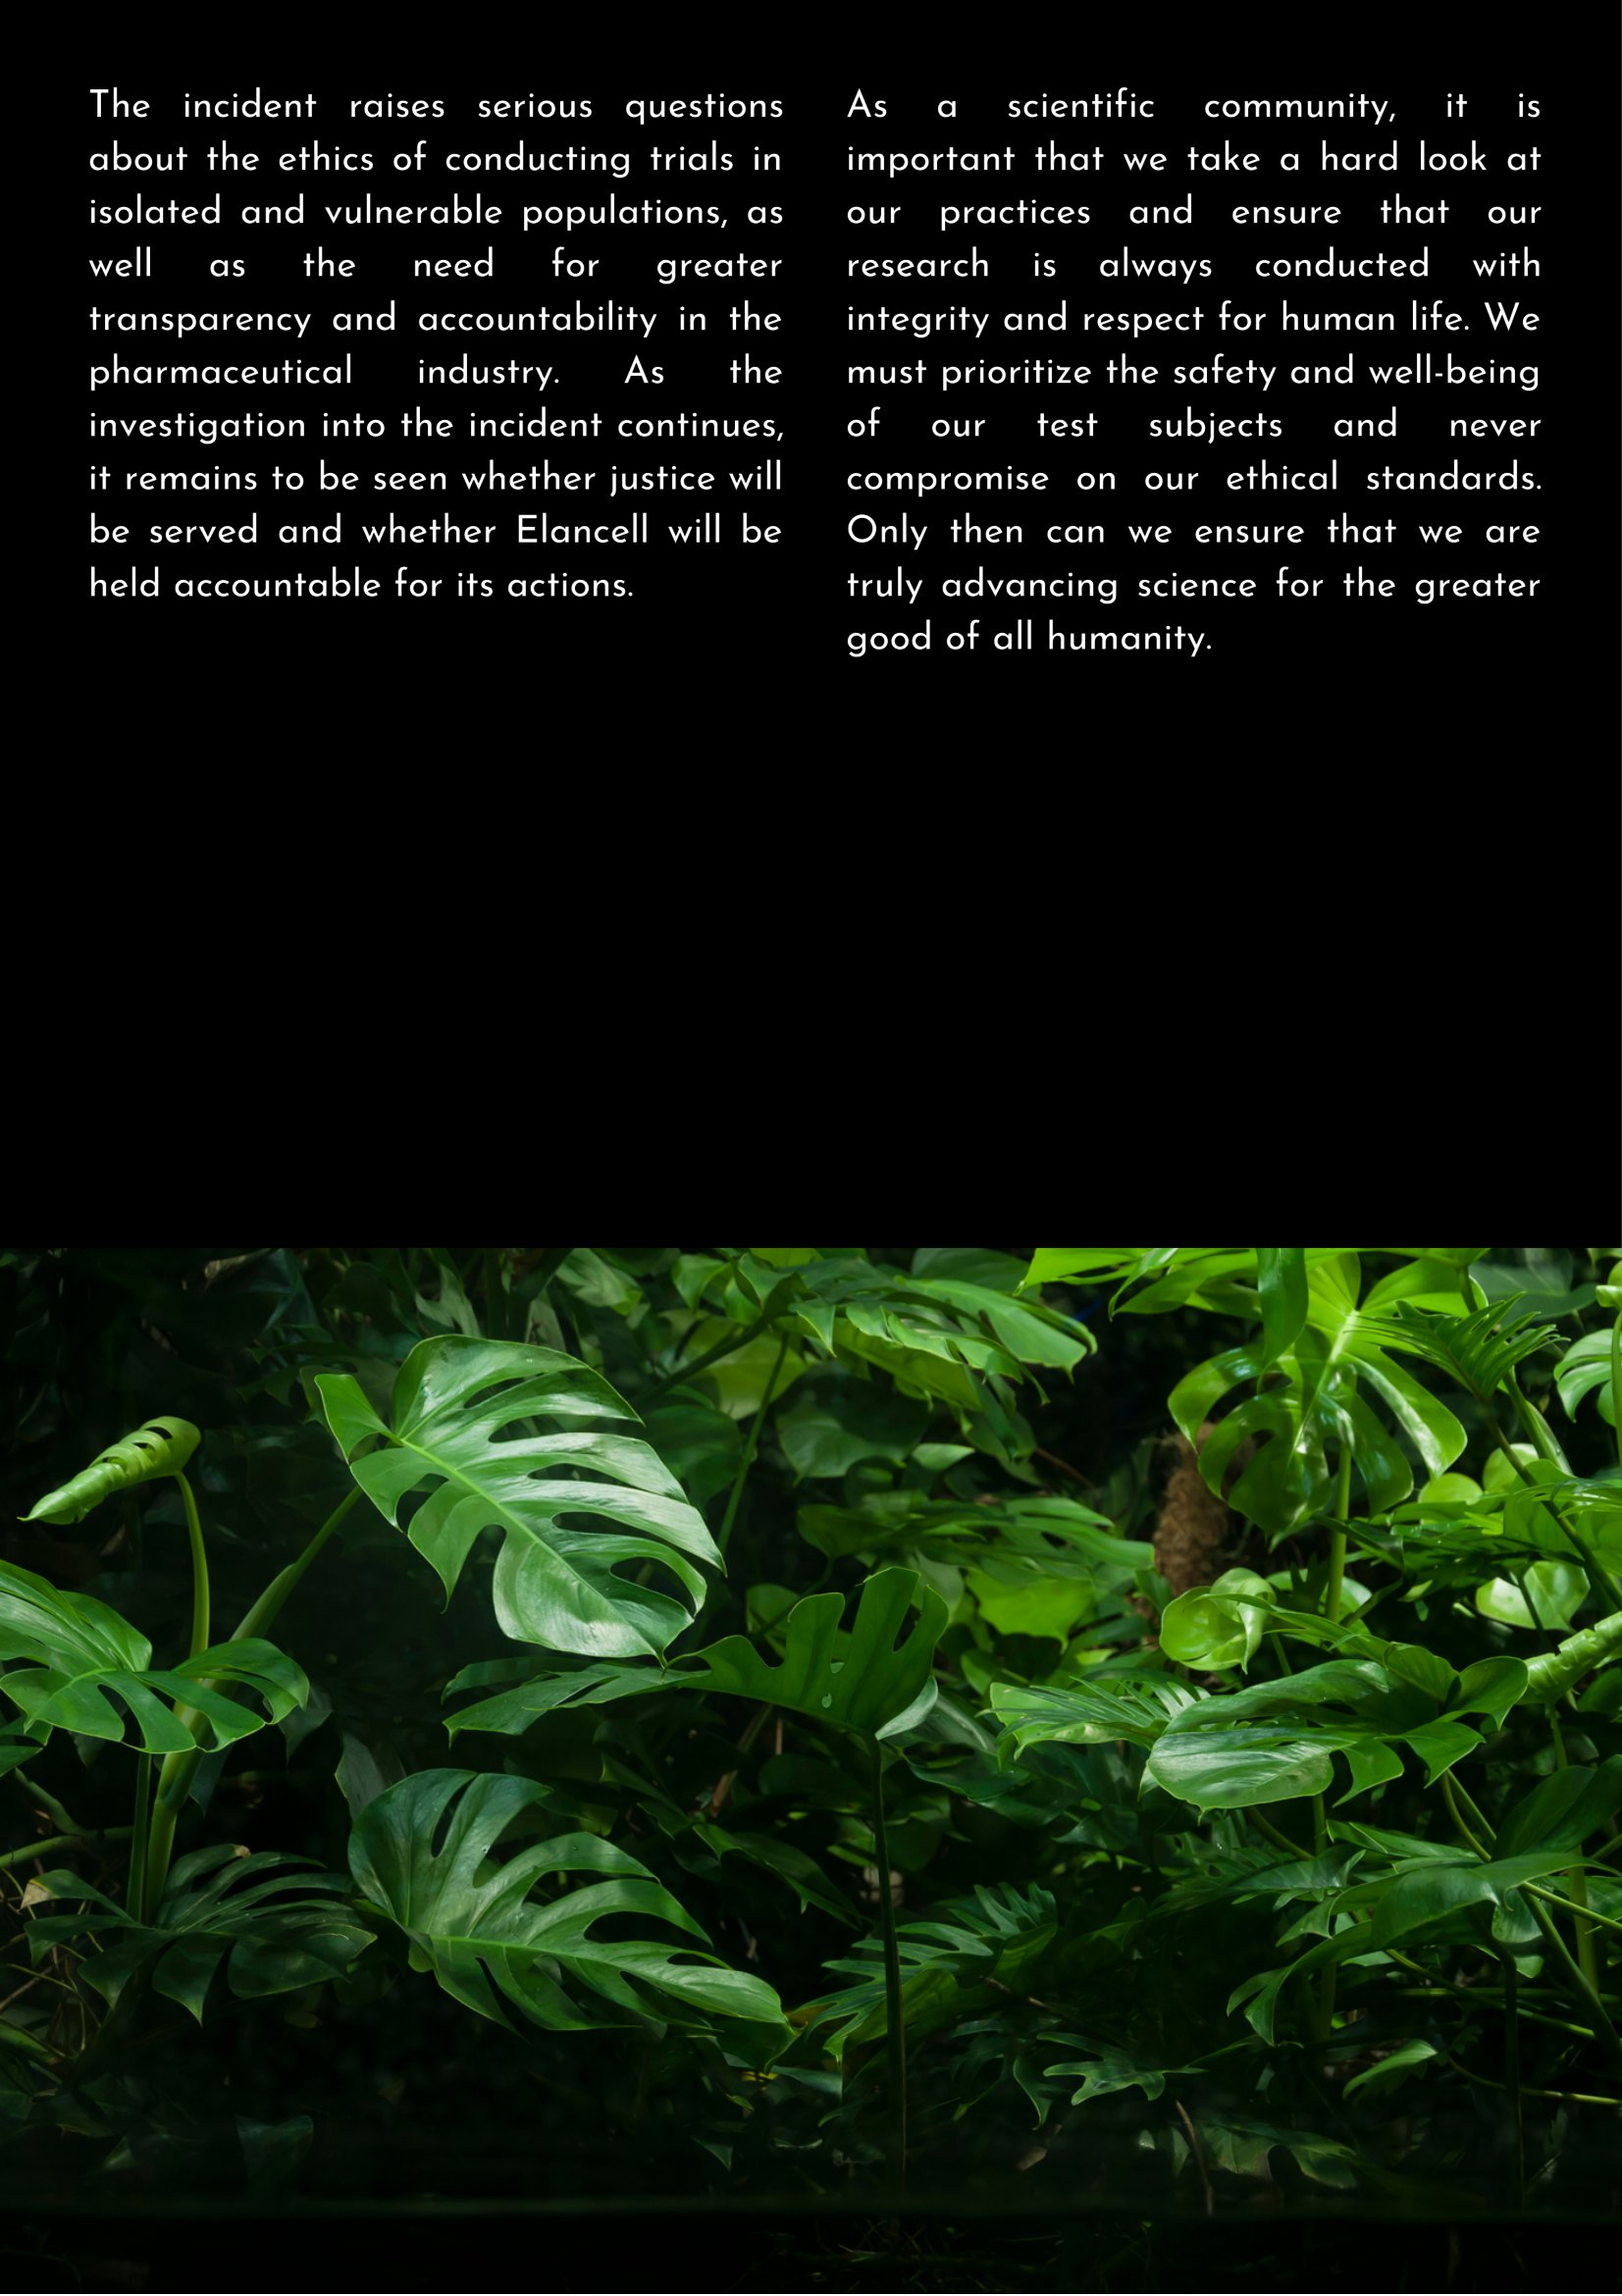 The incident raises serious questions
about the ethics of conducting trials in
isolated and vulnerable populations, as
well as the need for greater
transparency and accountability in the
pharmaceutical industry. As the
investigation into the incident continues,
it remains to be seen whether justice will
be served and whether Elancell will be
held accountable for its actions.
As a scientific community, it is
important that we take a hard look at
our practices and ensure that our
research is always conducted with
integrity and respect for human life. We
must prioritize the safety and well-being
of our test subjects and never
compromise on our ethical standards.
Only then can we ensure that we are
truly advancing science for the greater
good of all humanity.